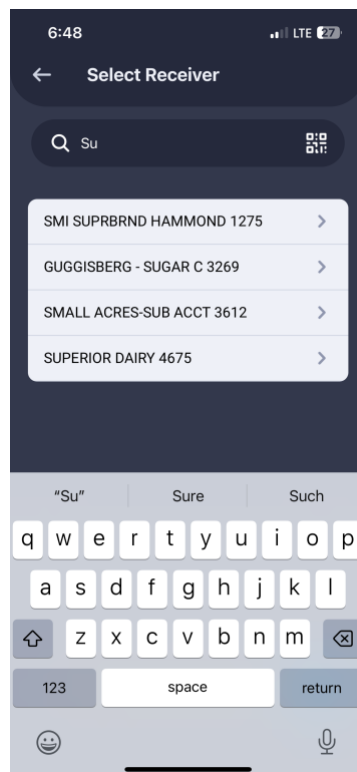 6:48 LTE 27
Select Receiver
Su
SMI SUPRBRND HAMMOND 1275
GUGGISBERG - SUGAR C 3269
SMALL ACRES-SUB ACCT 3612
SUPERIOR DAIRY 4675
"Su" Sure Such
q w e r t y u i o p
a s d f g h j k l
z x c v b n m
123 space return